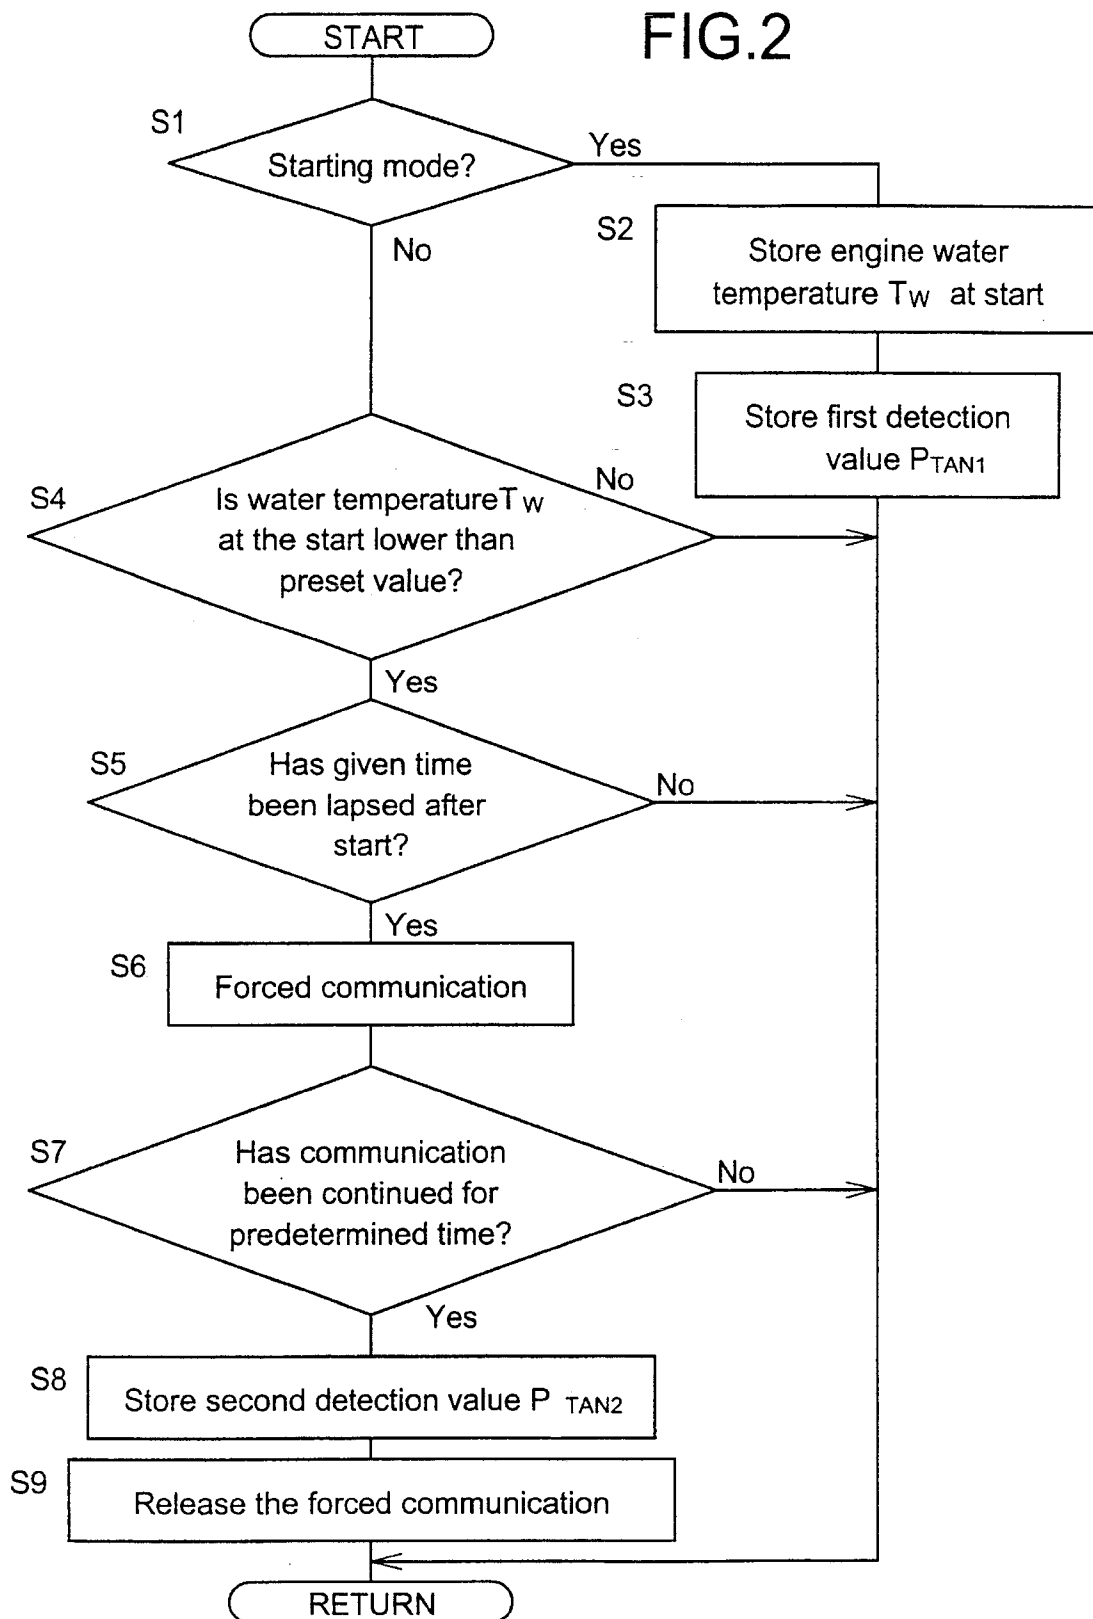 FIG.2
START
S1
Starting mode?
Yes
No
S2
Store engine water
temperature TW at start
S3
Store first detection
value PTAN1
S4
Is water temperatureTW
at the start lower than
preset value?
No
Yes
S5
Has given time
been lapsed after
start?
No
Yes
S6
Forced communication
S7
Has communication
been continued for
predetermined time?
No
Yes
S8
Store second detection value P TAN2
S9
Release the forced communication
RETURN